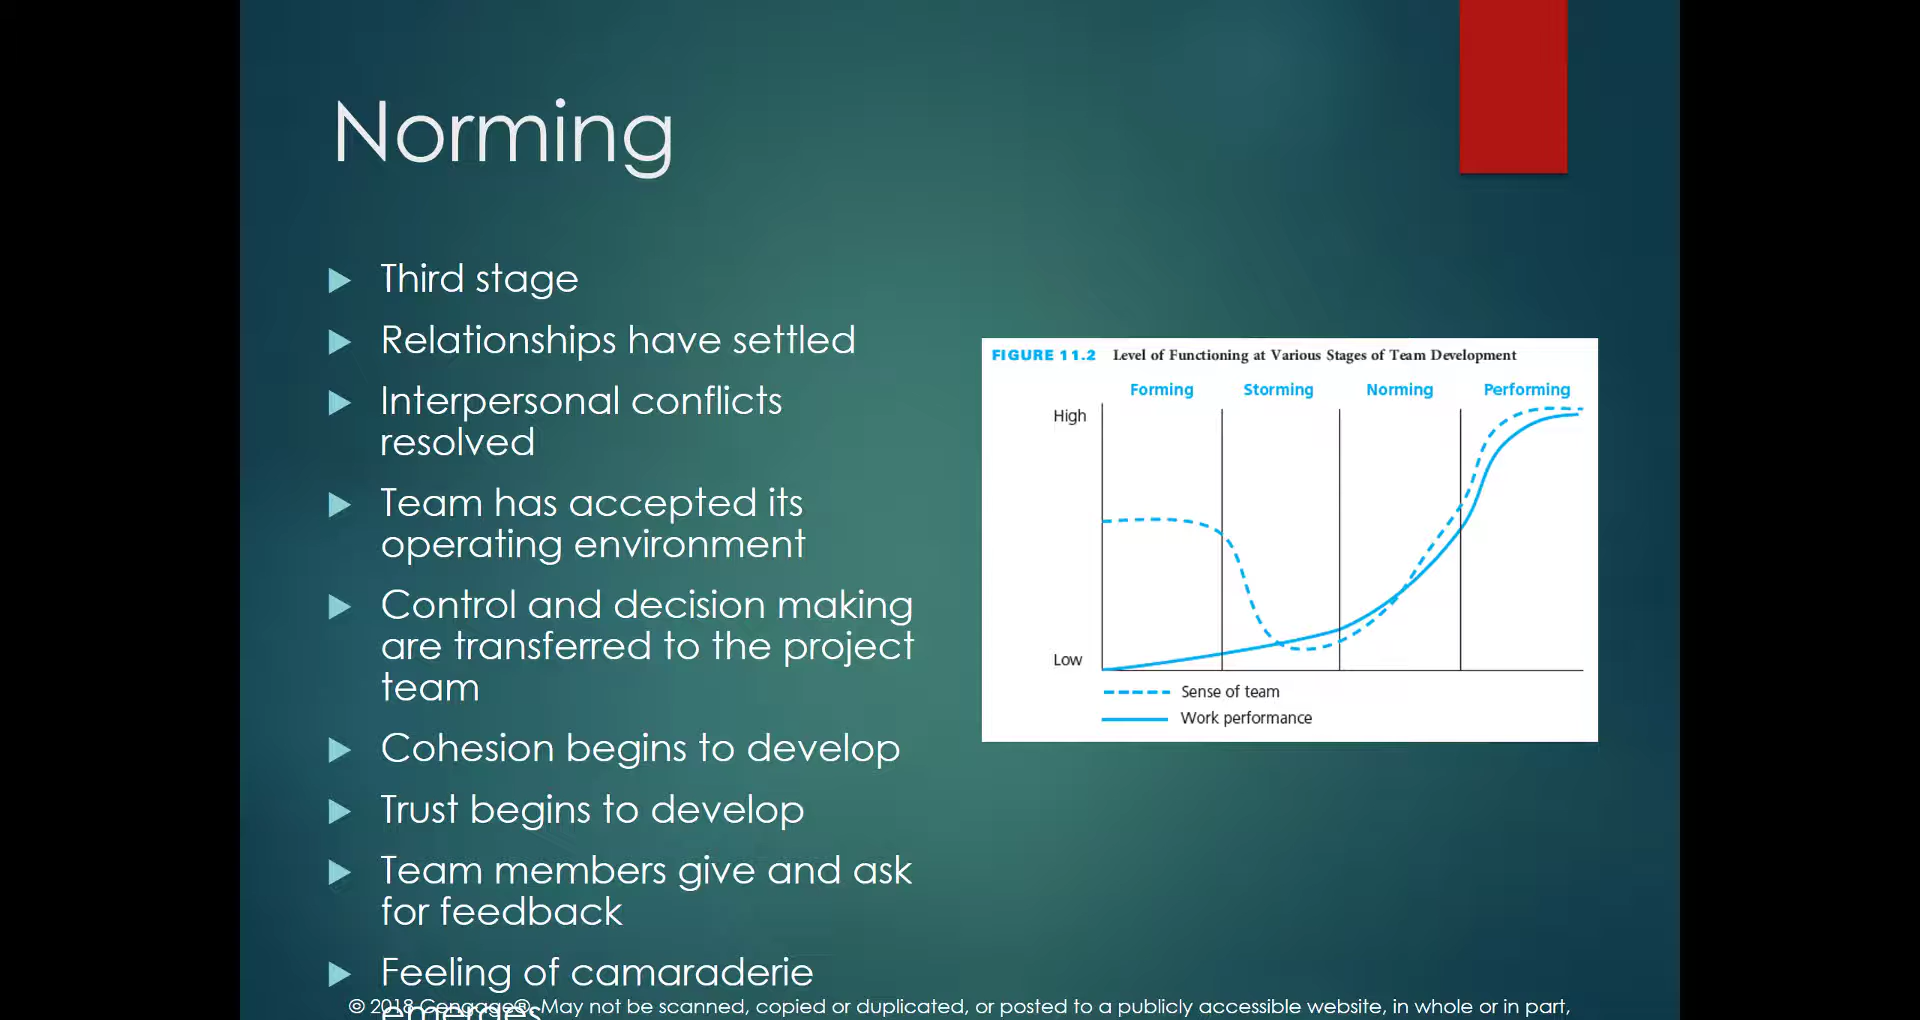 Norming
Third stage
Relationships have settled
Interpersonal conflicts
resolved
Team has accepted its
operating environment
Control and decision making
are transferred to the project
team
Cohesion begins to develop
Trust begins to develop
Team members give and ask
for feedback
Feeling of camaraderie
emerges
FIGURE 11.2 Level of Functioning at Various Stages of Team Development
Forming Storming Norming Performing
High
Low
Sense of team
Work performance
© 2018 Cengage®. May not be scanned, copied or duplicated, or posted to a publicly accessible website, in whole or in part,